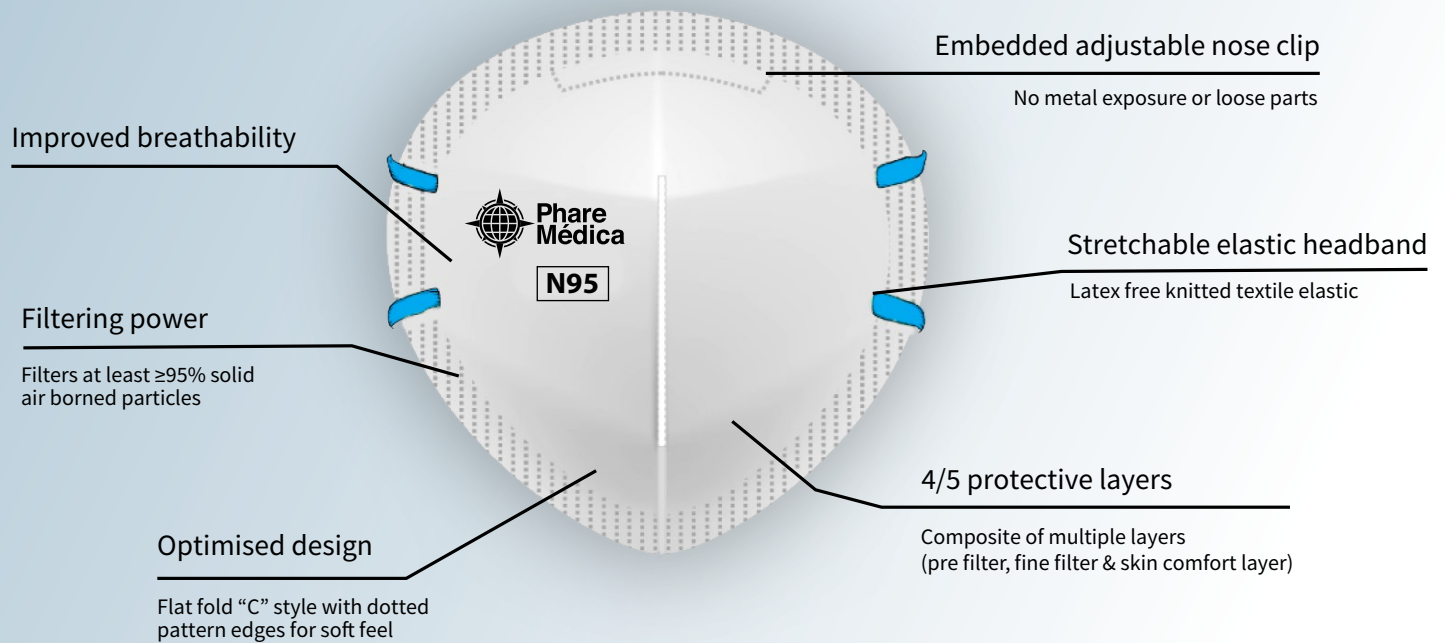 Embedded adjustable nose clip
No metal exposure or loose parts
Improved breathability
Phare
Médica
N95
Stretchable elastic headband
Latex free knitted textile elastic
Filtering power
Filters at least ≥95% solid
air borned particles
4/5 protective layers
Composite of multiple layers
(pre filter, fine filter & skin comfort layer)
Optimised design
Flat fold “C” style with dotted
pattern edges for soft feel